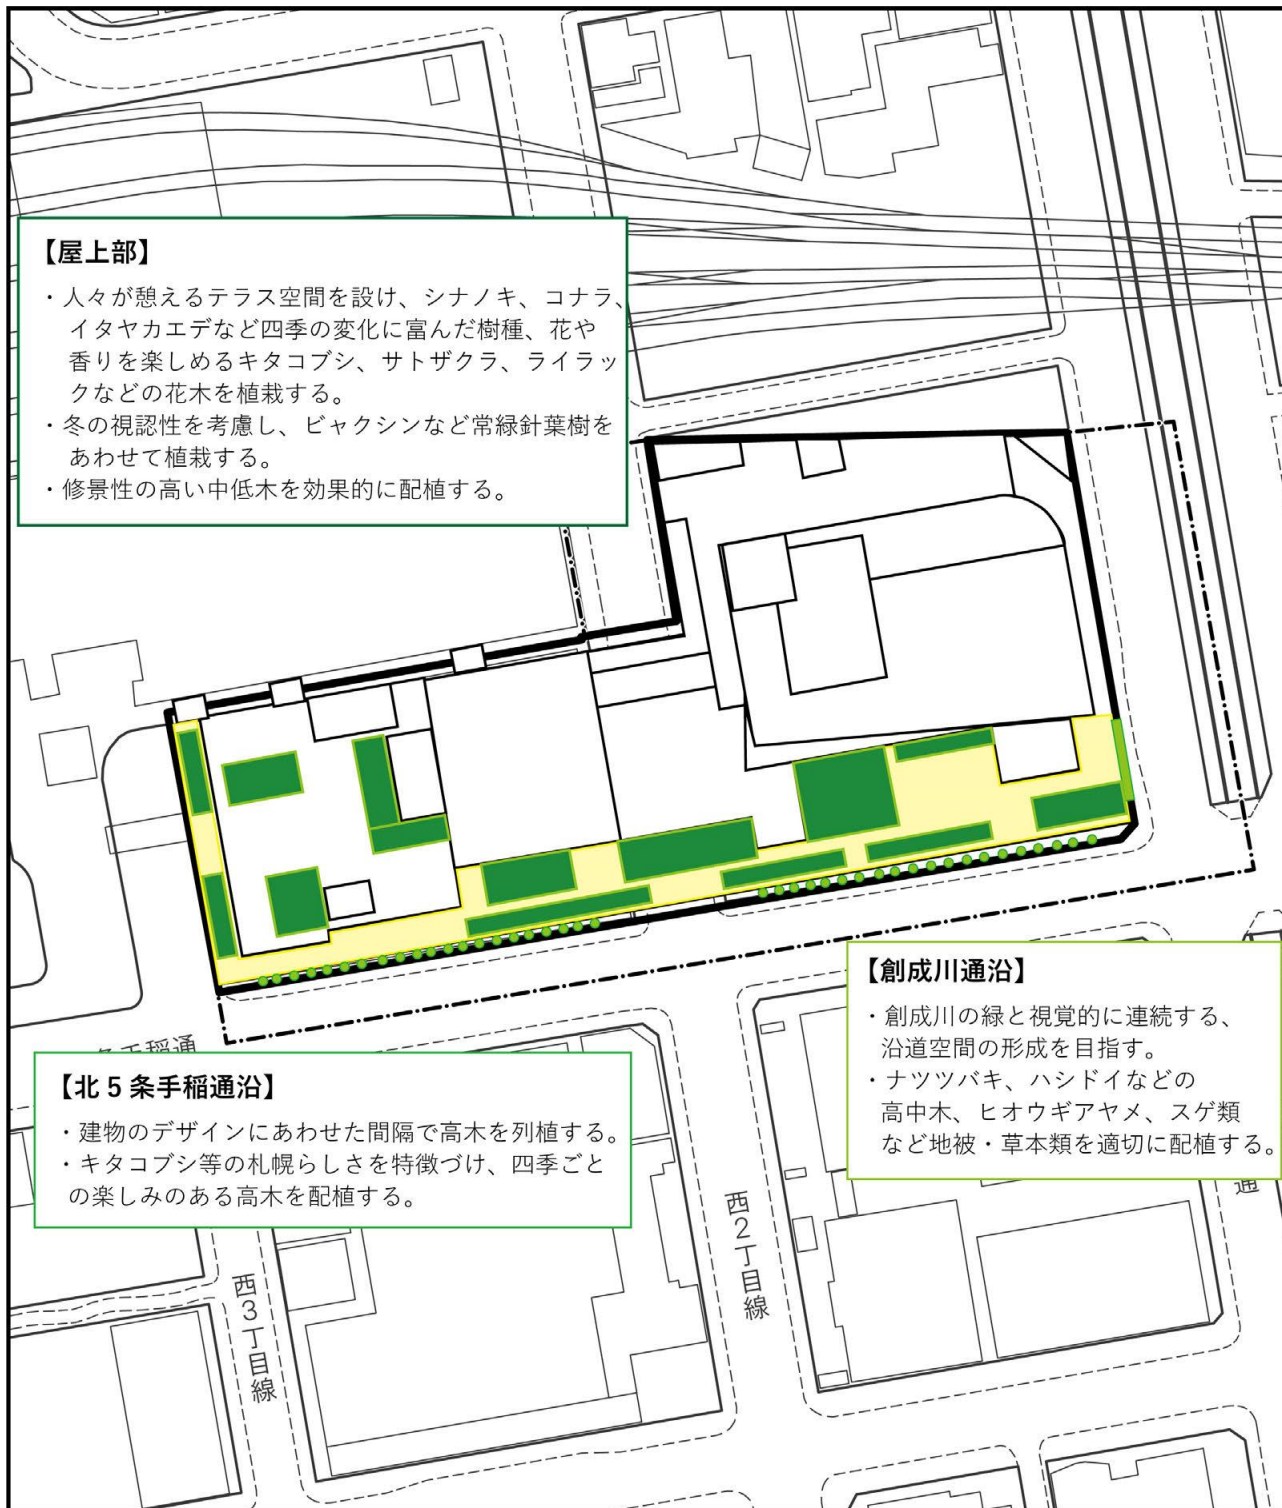 【屋上部】
・人々が憩えるテラス空間を設け、シナノキ、コナラ、
イタヤカエデなど四季の変化に富んだ樹種、花や
香りを楽しめるキタコブシ、サトザクラ、ライラッ
クなどの花木を植栽する。
・冬の視認性を考慮し、ビャクシンなど常緑針葉樹を
あわせて植栽する。
・修景性の高い中低木を効果的に配植する。
【創成川通沿】
・創成川の緑と視覚的に連続する、
沿道空間の形成を目指す。
・ナツツバキ、ハシドイなどの
高中木、ヒオウギアヤメ、スゲ類
など地被・草本類を適切に配植する。
通
条手稲通
【北5条手稲通沿】
・建物のデザインにあわせた間隔で高木を列植する。
・キタコブシ等の札幌らしさを特徴づけ、四季ごと
の楽しみのある高木を配植する。
西3丁目線
西2丁目線